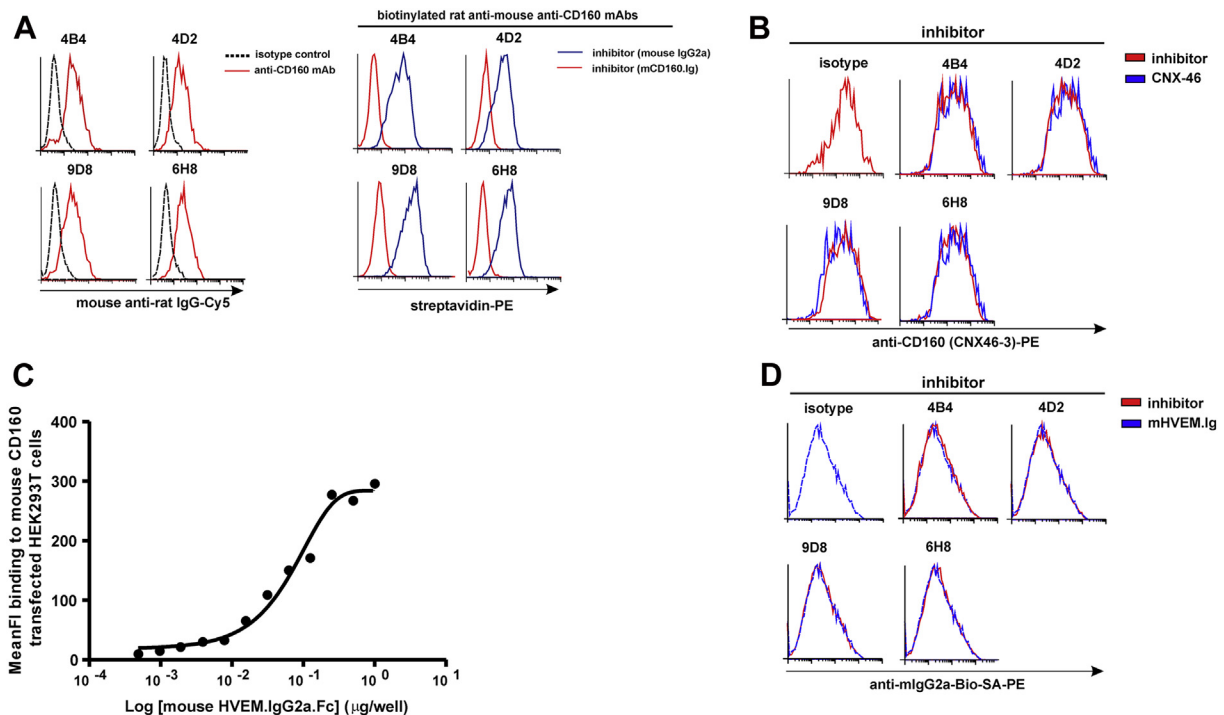 A
biotinylated rat anti-mouse anti-CD160 mAbs
4B4
4D2
isotype control
anti-CD160 mAb
4B4
4D2
inhibitor (mouse IgG2a)
inhibitor (mCD160.Ig)
9D8
6H8
9D8
6H8
mouse anti-rat IgG-Cy5
streptavidin-PE
B
inhibitor
isotype
4B4
4D2
inhibitor
CNX-46
9D8
6H8
anti-CD160 (CNX46-3)-PE
C
MeanFI binding to mouse CD160
transfected HEK293T cells
400
300
200
100
0
10⁻⁴ 10⁻³ 10⁻² 10⁻¹ 10⁰ 10¹
Log [mouse HVEM.IgG2a.Fc] (μg/well)
D
inhibitor
isotype
4B4
4D2
inhibitor
mHVEM.Ig
9D8
6H8
anti-mIgG2a-Bio-SA-PE